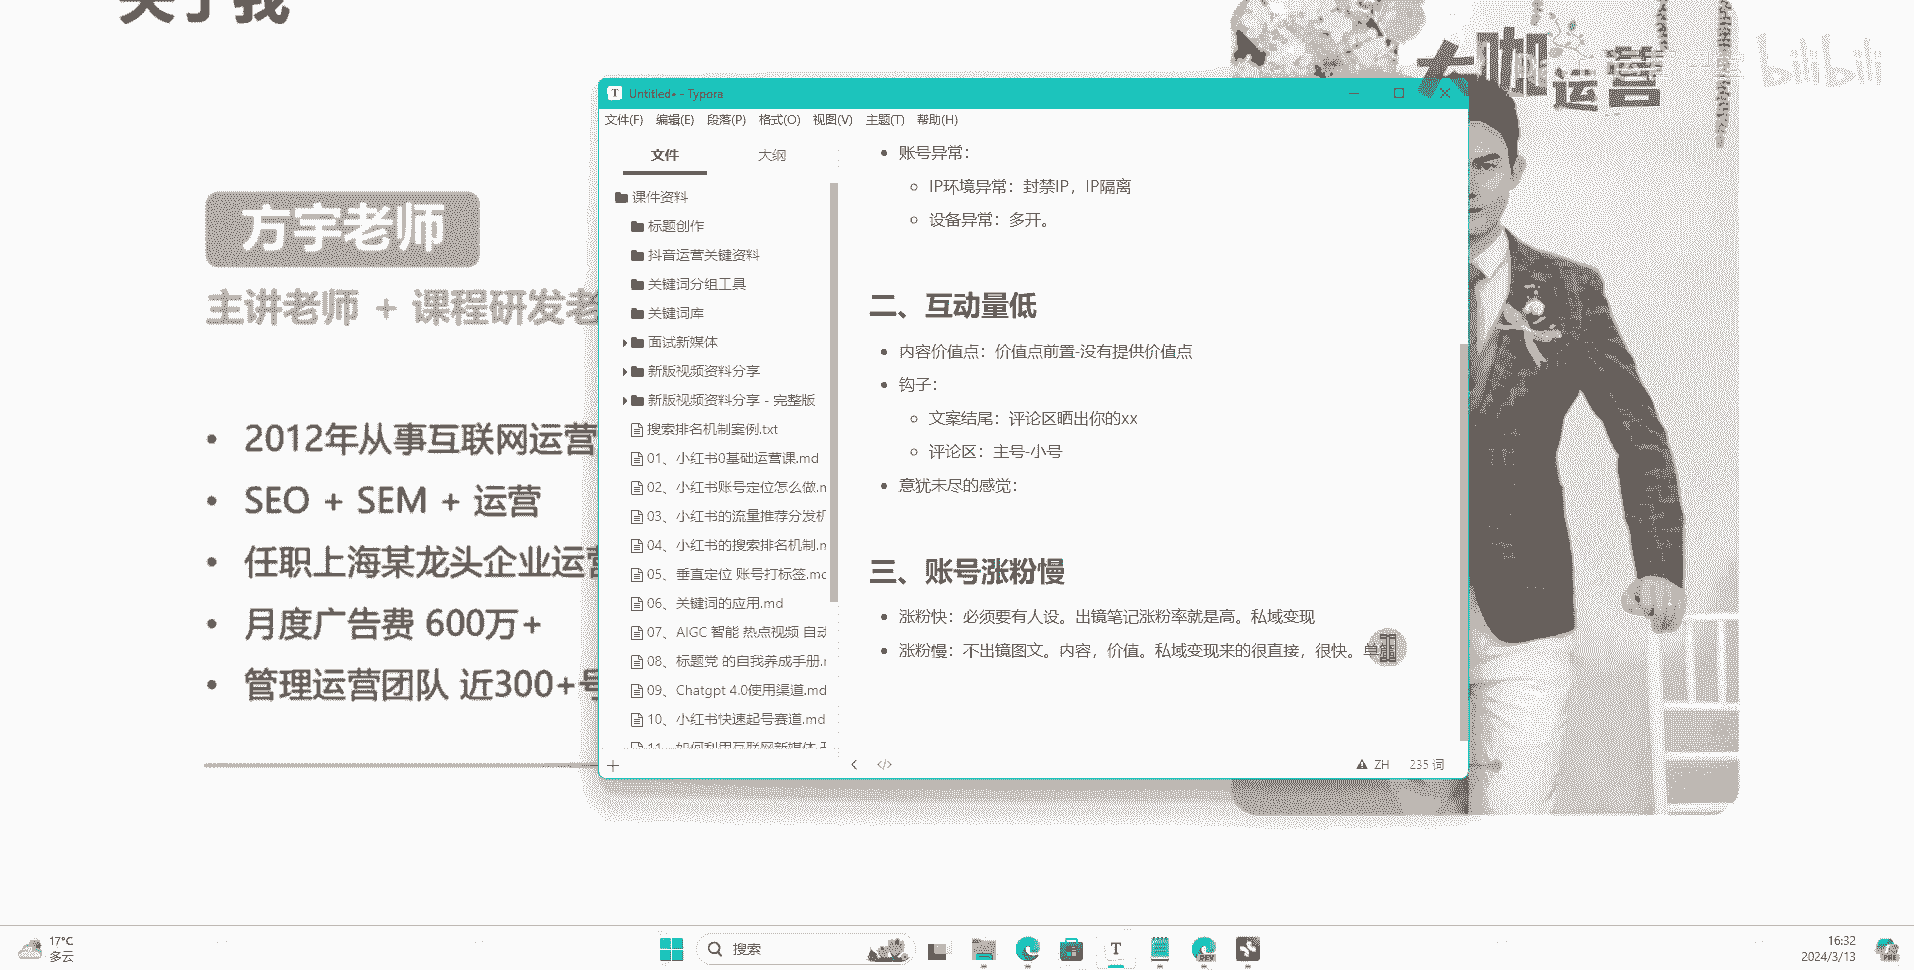 关于我
大咖运营
bilibili
方宇老师
主讲老师 + 课程研发老
2012年从事互联网运营
SEO + SEM + 运营
任职上海某龙头企业运营
月度广告费 600万+
管理运营团队 近300+号
Untitled• - Typora
文件(F) 编辑(E) 段落(P) 格式(O) 视图(V) 主题(T) 帮助(H)
文件 大纲
课件资料
标题创作
抖音运营关键资料
关键词分组工具
关键词库
面试新媒体
新版视频资料分享
新版视频资料分享 - 完整版
搜索排名机制案例.txt
01、小红书0基础运营课.md
02、小红书账号定位怎么做.m
03、小红书的流量推荐分发机
04、小红书的搜索排名机制.m
05、垂直定位 账号打标签.md
06、关键词的应用.md
07、AIGC 智能 热点视频 自动
08、标题党 的自我养成手册.m
09、Chatgpt 4.0使用渠道.md
10、小红书快速起号赛道.md
11、如何利用互联网新媒体
账号异常：
IP环境异常：封禁IP，IP隔离
设备异常：多开。
二、互动量低
内容价值点：价值点前置-没有提供价值点
钩子：
文案结尾：评论区晒出你的xx
评论区：主号-小号
意犹未尽的感觉：
三、账号涨粉慢
涨粉快：必须要有人设。出镜笔记涨粉率就是高。私域变现
涨粉慢：不出镜图文。内容，价值。私域变现来的很直接，很快。单
ZH 235 词
17°C
多云
搜索
16:32
2024/3/13